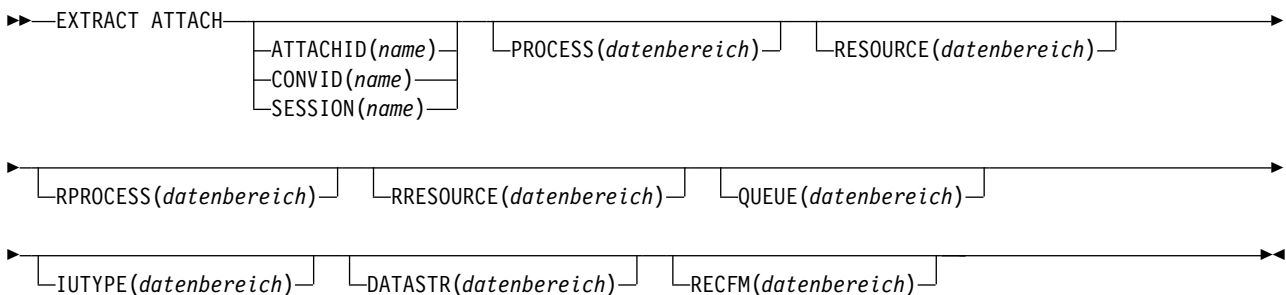 EXTRACT ATTACH
ATTACHID(name) PROCESS(datenbereich) RESOURCE(datenbereich)
CONVID(name)
SESSION(name)
RPROCESS(datenbereich) RRESOURCE(datenbereich) QUEUE(datenbereich)
IUTYPE(datenbereich) DATASTR(datenbereich) RECFM(datenbereich)